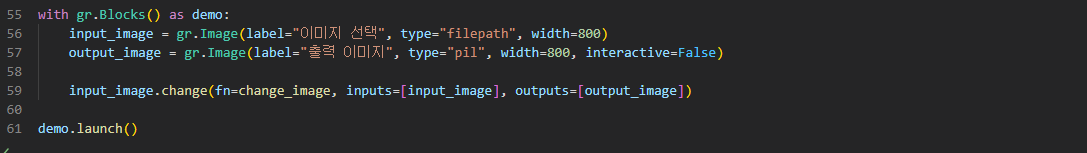 55 with gr.Blocks() as demo:
56     input_image = gr.Image(label="이미지 선택", type="filepath", width=800)
57     output_image = gr.Image(label="출력 이미지", type="pil", width=800, interactive=False)
58
59     input_image.change(fn=change_image, inputs=[input_image], outputs=[output_image])
60
61 demo.launch()